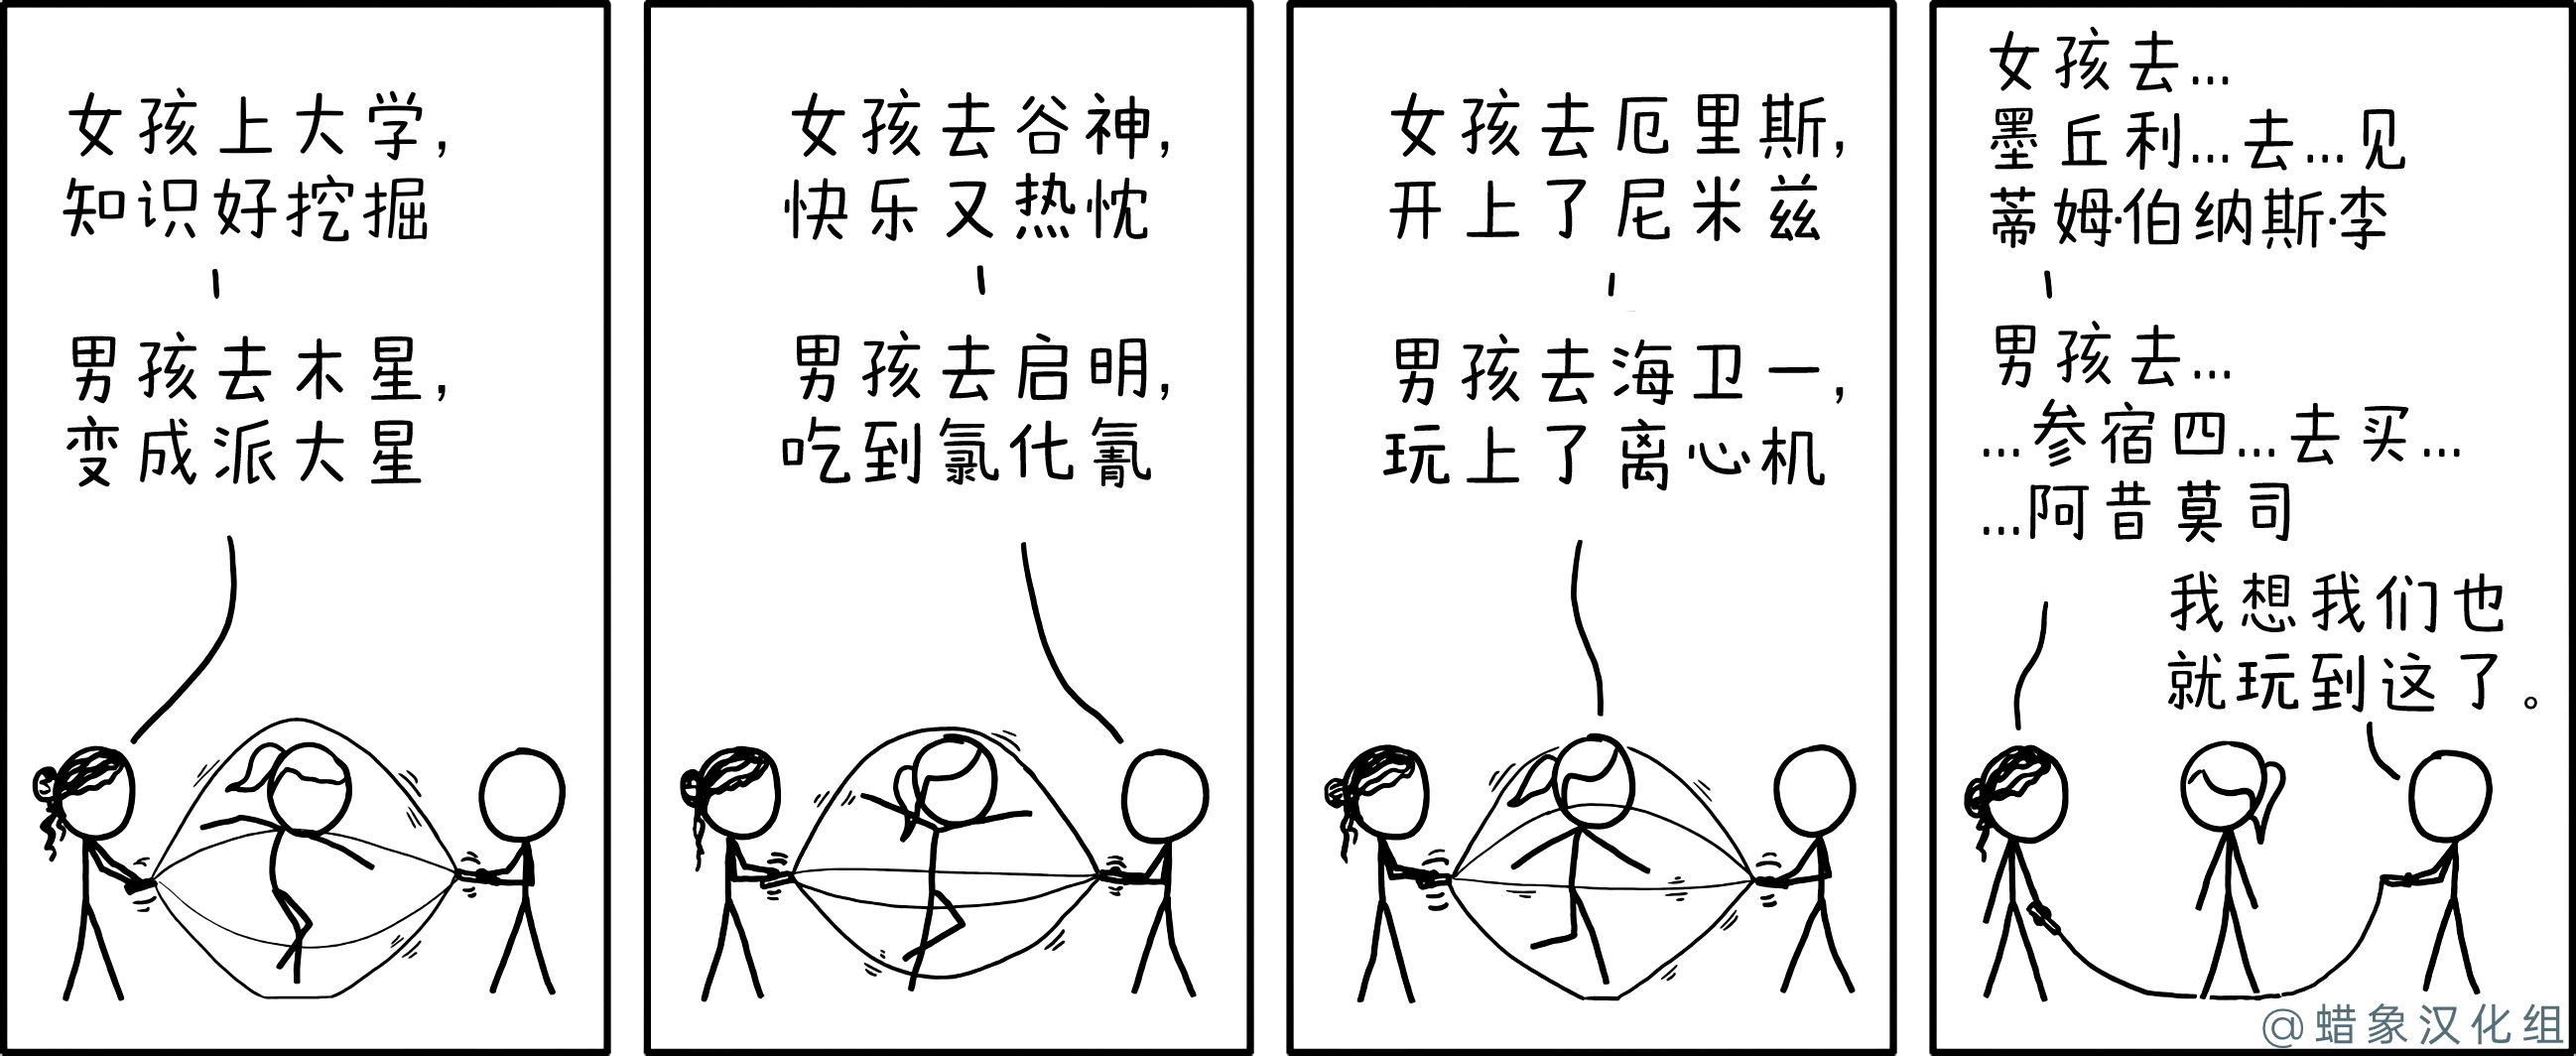 女孩上大学,
知识好挖掘
男孩去木星,
变成派大星
女孩去谷神,
快乐又热忱
男孩去启明,
吃到氯化氰
女孩去厄里斯,
开上了尼米兹
男孩去海卫一,
玩上了离心机
女孩去...
墨丘利...去...见
蒂姆·伯纳斯·李
男孩去...
...参宿四...去买...
...阿昔莫司
我想我们也
就玩到这了。
@蜡象汉化组